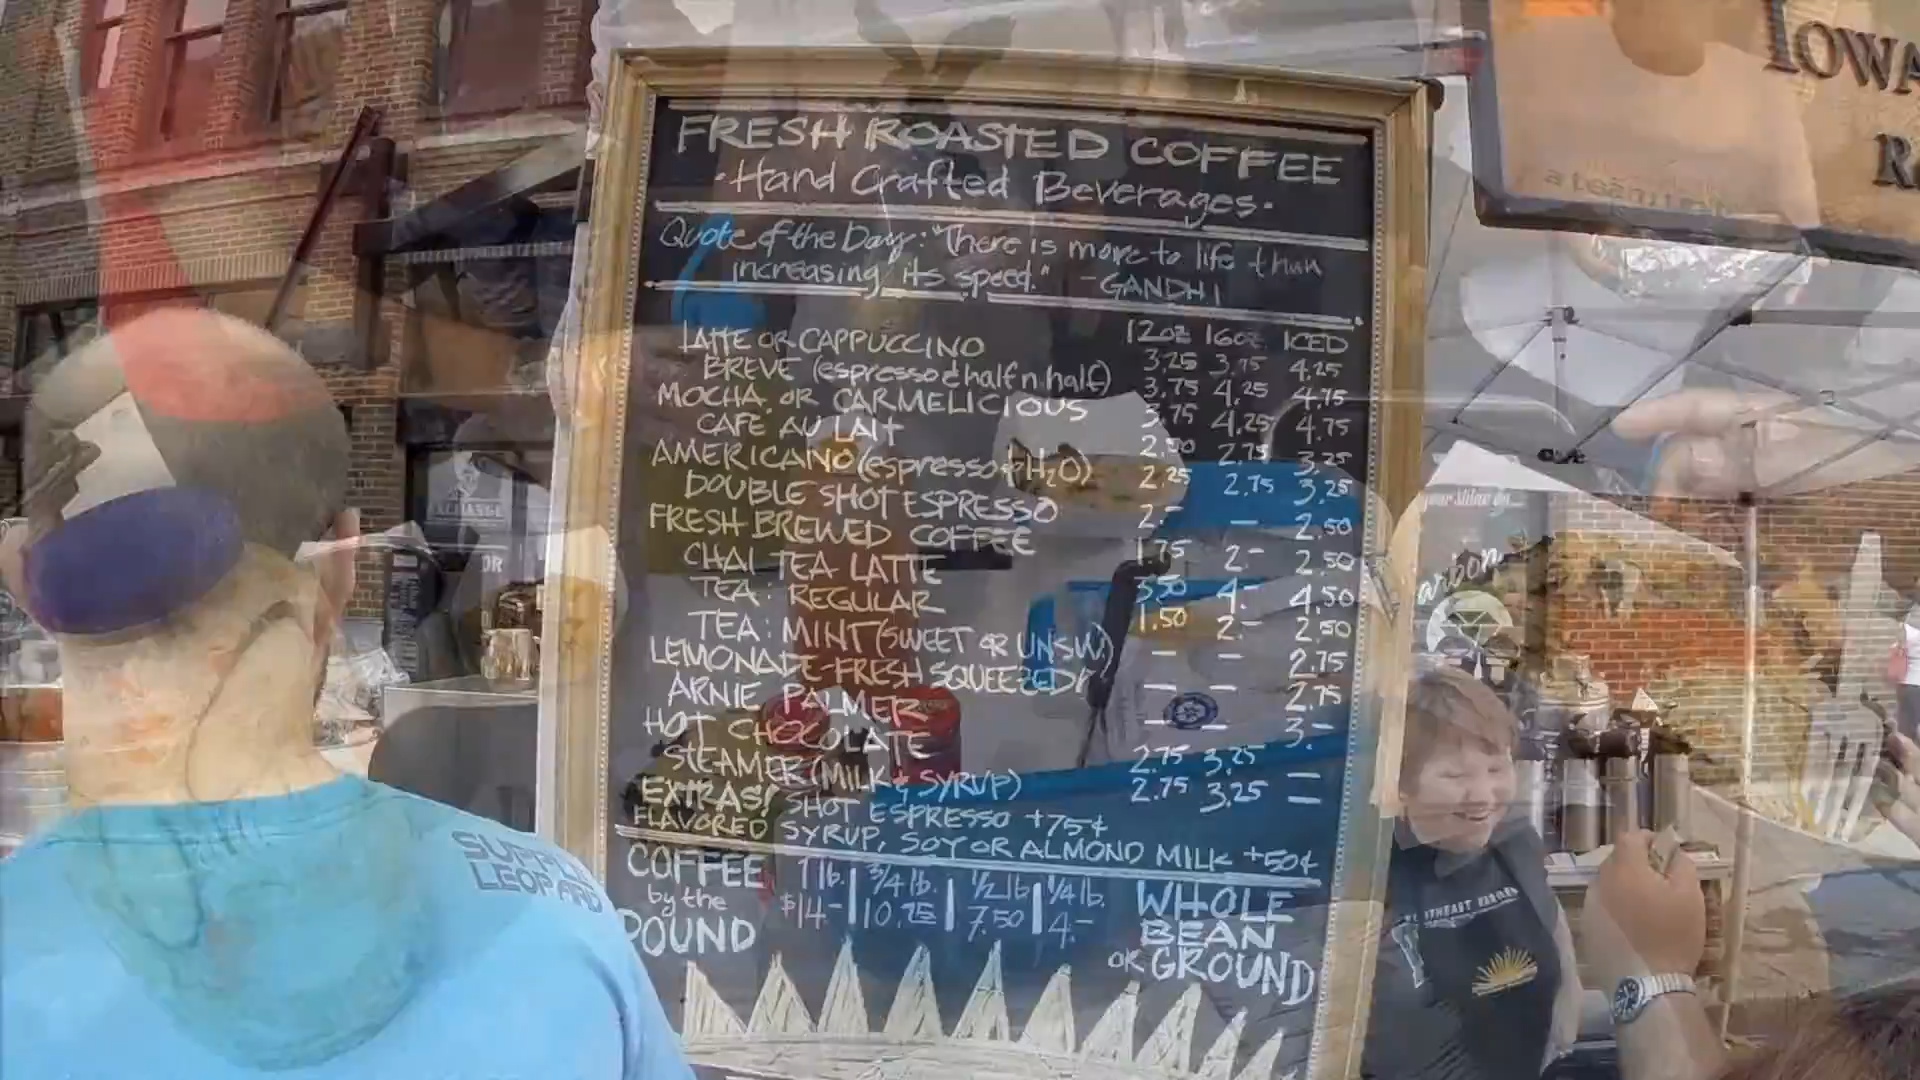 FRESH ROASTED COFFEE
·Hand Crafted Beverages·
Quote of the Day: "There is more to life than
increasing its speed." -GANDHI
12oz 16oz ICED
LATTE OR CAPPUCCINO 3.25 3.75 4.25
BREVE (espresso & half n half) 3.75 4.25 4.75
MOCHA OR CARMELICIOUS 3.75 4.25 4.75
CAFE AU LAIT 2.50 2.75 3.25
AMERICANO (espresso & H2O) 2.25 2.75 3.25
DOUBLE SHOT ESPRESSO 2.- — 2.50
FRESH BREWED COFFEE 1.75 2.- 2.50
CHAI TEA LATTE 3.50 4.- 4.50
TEA: REGULAR 1.50 2.- 2.50
TEA: MINT (SWEET OR UNSW.) — — 2.75
LEMONADE-FRESH SQUEEZED! — — 2.75
ARNIE PALMER — — 3.-
HOT CHOCOLATE 2.75 3.25 —
STEAMER (MILK & SYRUP) 2.75 3.25 —
EXTRAS! SHOT ESPRESSO +75¢
FLAVORED SYRUP, SOY OR ALMOND MILK +50¢
COFFEE by the POUND
1 lb. 3/4 lb. 1/2 lb 1/4 lb.
$14- 10.75 7.50 4.-
WHOLE
BEAN
OR GROUND
IOWA
SUPPLE
LEOPARD